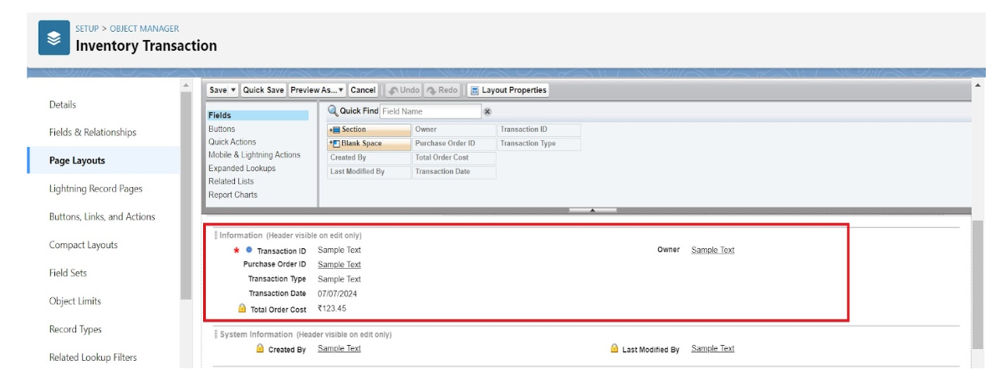 SETUP > OBJECT MANAGER
Inventory Transaction
Details
Fields & Relationships
Page Layouts
Lightning Record Pages
Buttons, Links, and Actions
Compact Layouts
Field Sets
Object Limits
Record Types
Related Lookup Filters
Save Quick Save Preview As... Cancel Undo Redo Layout Properties
Fields
Buttons
Quick Actions
Mobile & Lightning Actions
Expanded Lookups
Related Lists
Report Charts
Quick Find Field Name
Section Owner Transaction ID
Blank Space Purchase Order ID Transaction Type
Created By Total Order Cost
Last Modified By Transaction Date
Information (Header visible on edit only)
* Transaction ID Sample Text Owner Sample Text
Purchase Order ID Sample Text
Transaction Type Sample Text
Transaction Date 07/07/2024
Total Order Cost ₹123.45
System Information (Header visible on edit only)
Created By Sample Text Last Modified By Sample Text